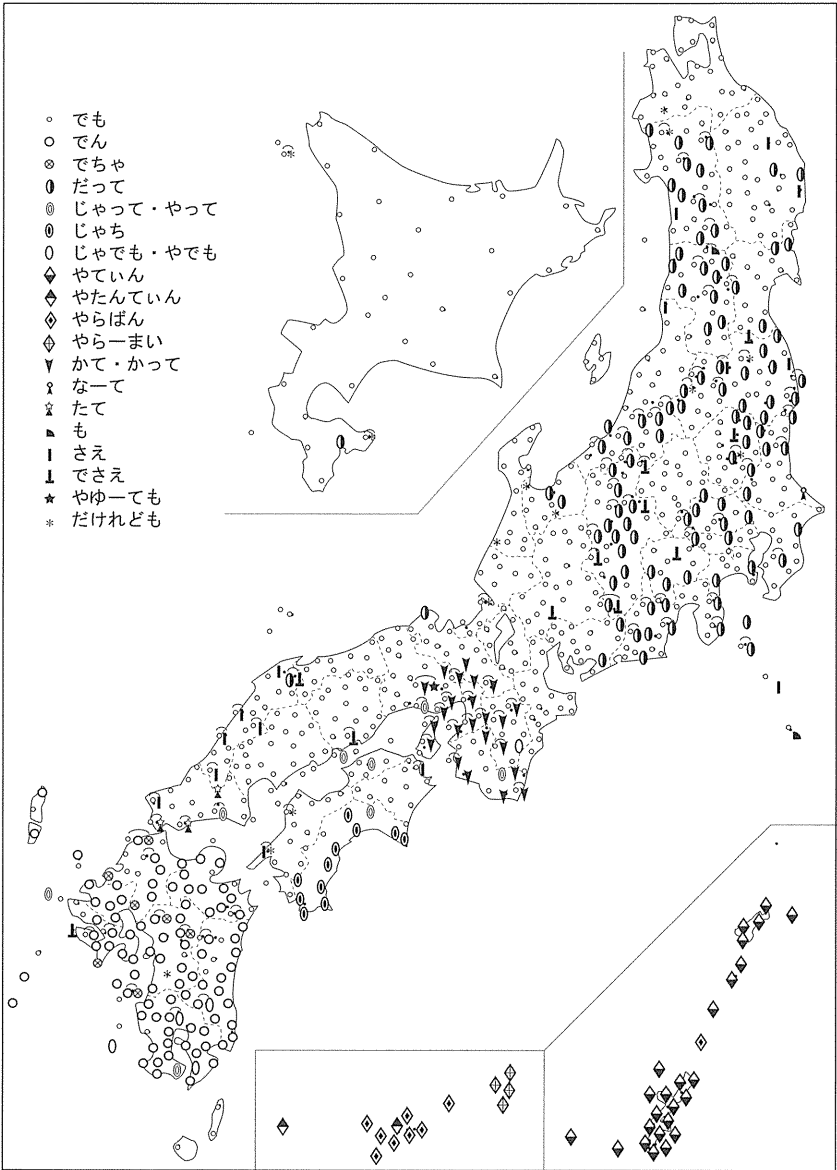 でも
でん
でちゃ
だって
じゃって・やって
じゃち
じゃでも・やでも
やてぃん
やたんてぃん
やらばん
やらーまい
かて・かって
なーて
たて
も
さえ
でさえ
やゆーても
だけれども